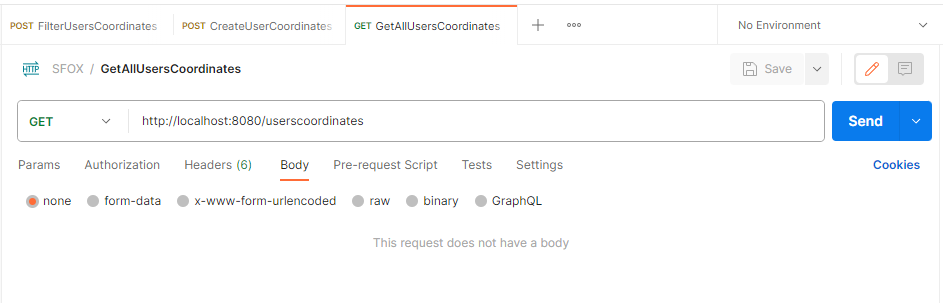 POST FilterUsersCoordinates POST CreateUserCoordinates GET GetAllUsersCoordinates No Environment
HTTP SFOX / GetAllUsersCoordinates Save
GET http://localhost:8080/userscoordinates Send
Params Authorization Headers (6) Body Pre-request Script Tests Settings Cookies
none form-data x-www-form-urlencoded raw binary GraphQL
This request does not have a body